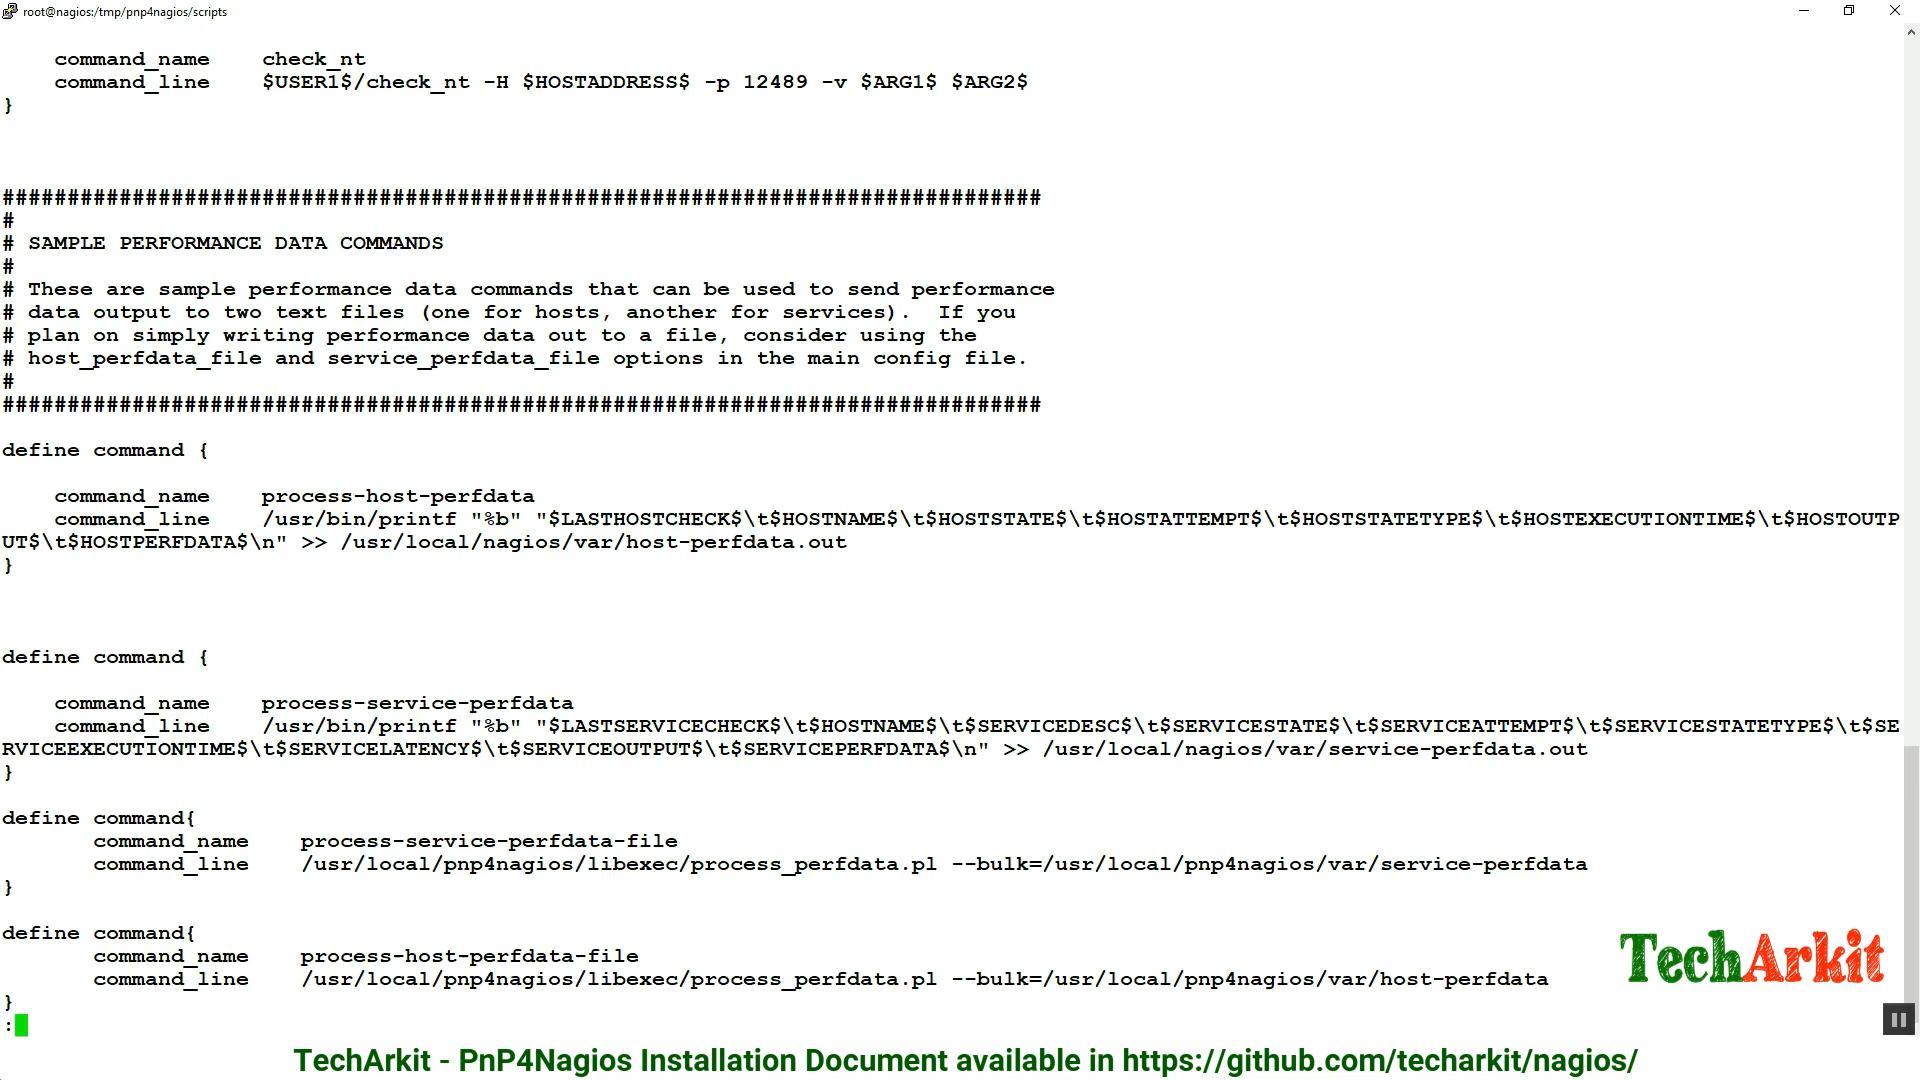 root@nagios:/tmp/pnp4nagios/scripts
    command_name    check_nt
    command_line    $USER1$/check_nt -H $HOSTADDRESS$ -p 12489 -v $ARG1$ $ARG2$
}
################################################################################
#
# SAMPLE PERFORMANCE DATA COMMANDS
#
# These are sample performance data commands that can be used to send performance
# data output to two text files (one for hosts, another for services).  If you
# plan on simply writing performance data out to a file, consider using the
# host_perfdata_file and service_perfdata_file options in the main config file.
#
################################################################################
define command {
    command_name    process-host-perfdata
    command_line    /usr/bin/printf "%b" "$LASTHOSTCHECK$\t$HOSTNAME$\t$HOSTSTATE$\t$HOSTATTEMPT$\t$HOSTSTATETYPE$\t$HOSTEXECUTIONTIME$\t$HOSTOUTP
UT$\t$HOSTPERFDATA$\n" >> /usr/local/nagios/var/host-perfdata.out
}
define command {
    command_name    process-service-perfdata
    command_line    /usr/bin/printf "%b" "$LASTSERVICECHECK$\t$HOSTNAME$\t$SERVICEDESC$\t$SERVICESTATE$\t$SERVICEATTEMPT$\t$SERVICESTATETYPE$\t$SE
RVICEEXECUTIONTIME$\t$SERVICELATENCY$\t$SERVICEOUTPUT$\t$SERVICEPERFDATA$\n" >> /usr/local/nagios/var/service-perfdata.out
}
define command{
       command_name    process-service-perfdata-file
       command_line    /usr/local/pnp4nagios/libexec/process_perfdata.pl --bulk=/usr/local/pnp4nagios/var/service-perfdata
}
define command{
       command_name    process-host-perfdata-file
       command_line    /usr/local/pnp4nagios/libexec/process_perfdata.pl --bulk=/usr/local/pnp4nagios/var/host-perfdata
}
:
TechArkit
TechArkit - PnP4Nagios Installation Document available in https://github.com/techarkit/nagios/